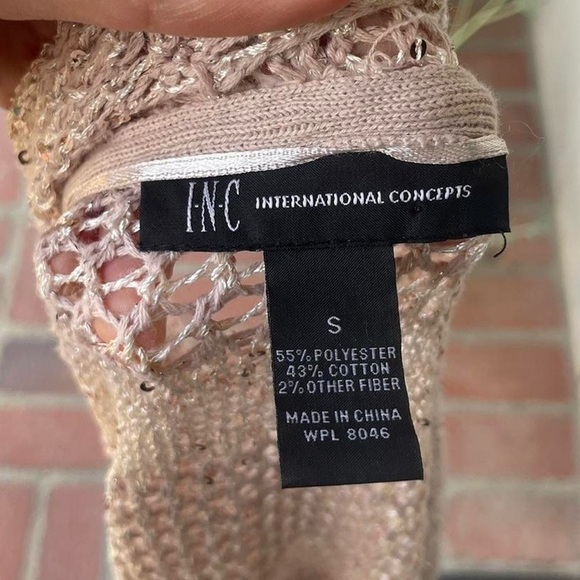 I·N·C INTERNATIONAL CONCEPTS
S
55% POLYESTER
43% COTTON
2% OTHER FIBER
MADE IN CHINA
WPL 8046